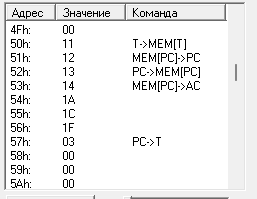 Адрес Значение Команда
4Fh: 00
50h: 11 T->MEM[T]
51h: 12 MEM[PC]->PC
52h: 13 PC->MEM[PC]
53h: 14 MEM[PC]->AC
54h: 1A
55h: 1C
56h: 1F
57h: 03 PC->T
58h: 00
59h: 00
5Ah: 00